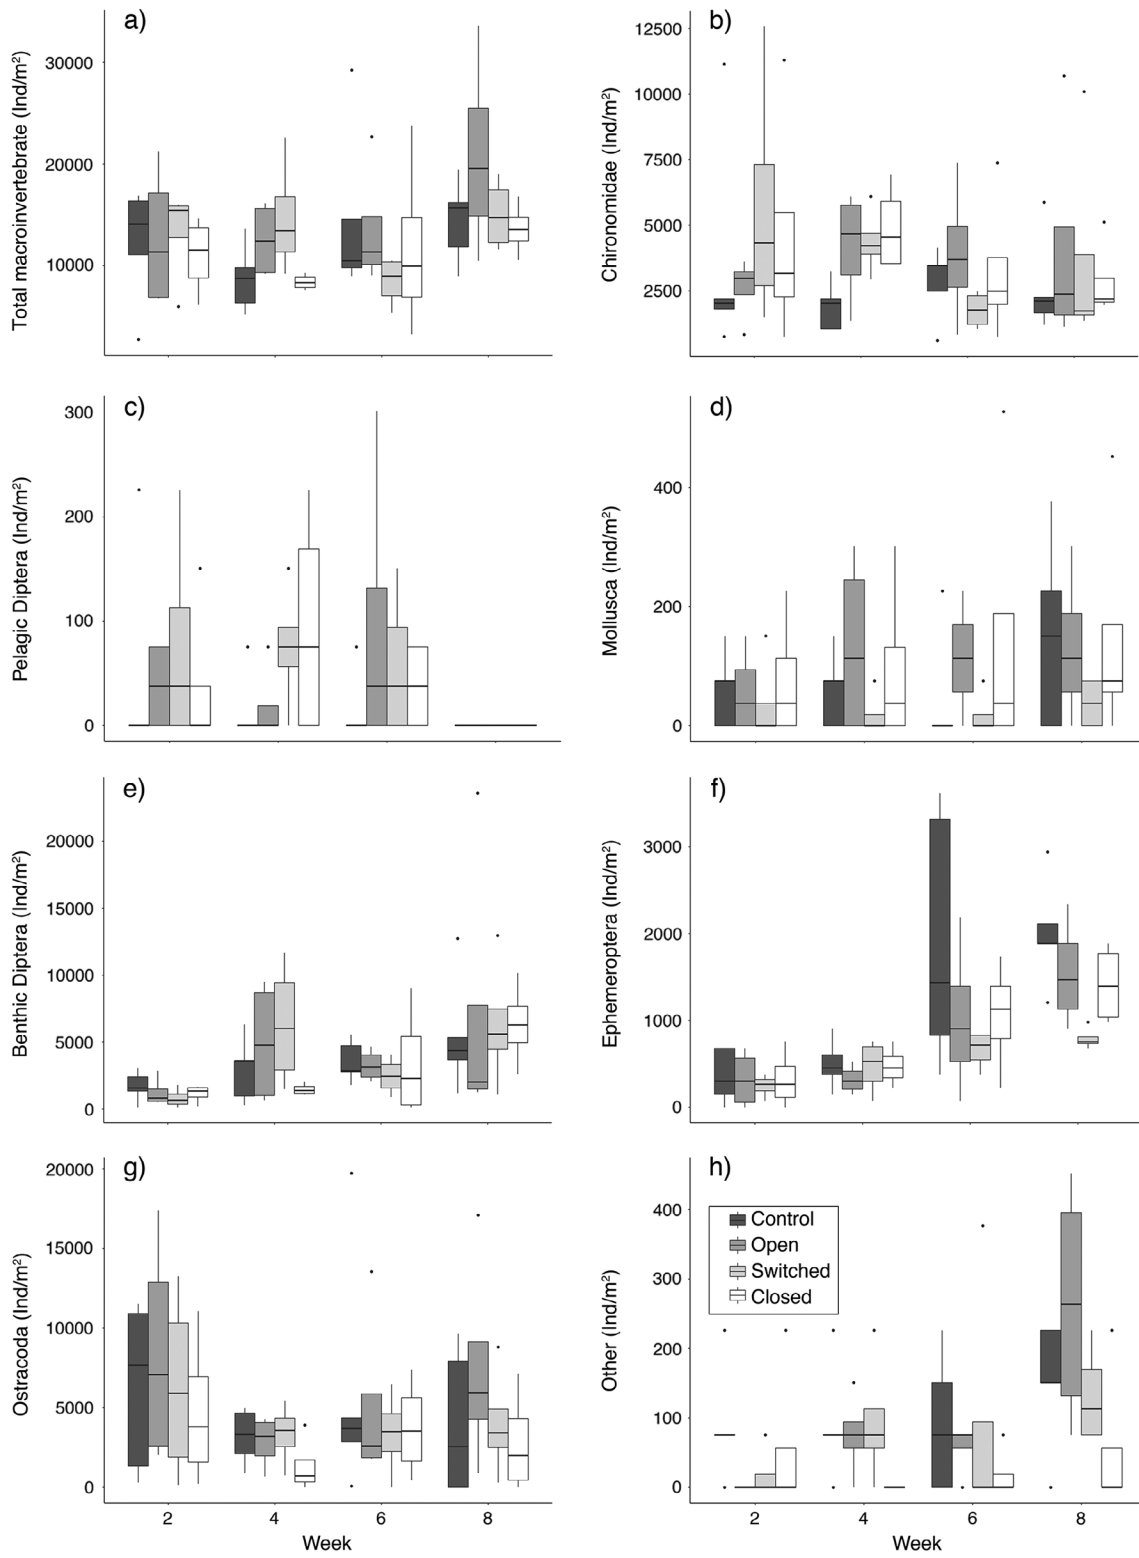 a)
Total macroinvertebrate (Ind/m²)
30000
20000
10000
b)
Chironomidae (Ind/m²)
12500
10000
7500
5000
2500
c)
Pelagic Diptera (Ind/m²)
300
200
100
0
d)
Mollusca (Ind/m²)
400
200
0
e)
Benthic Diptera (Ind/m²)
20000
15000
10000
5000
0
f)
Ephemeroptera (Ind/m²)
3000
2000
1000
0
g)
Ostracoda (Ind/m²)
20000
15000
10000
5000
0
2 4 6 8
Week
h)
Other (Ind/m²)
400
300
200
100
0
Control
Open
Switched
Closed
2 4 6 8
Week